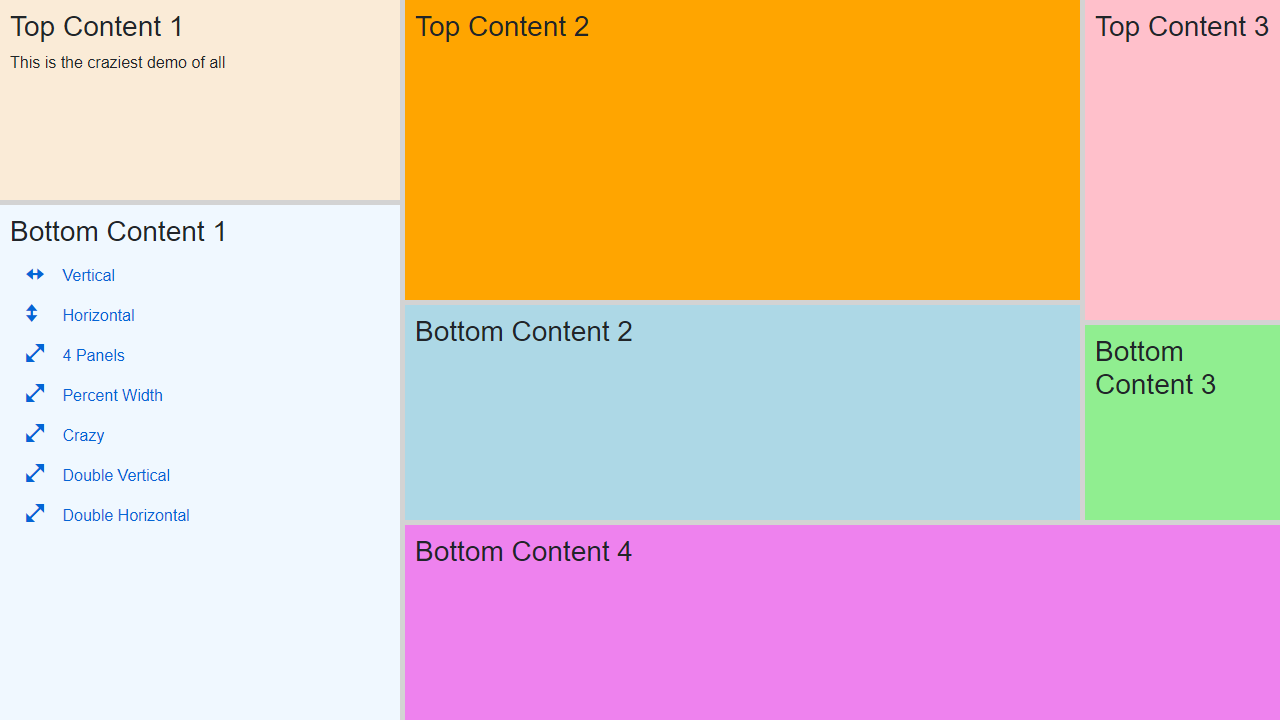 Top Content 1
This is the craziest demo of all
Bottom Content 1
Vertical
Horizontal
4 Panels
Percent Width
Crazy
Double Vertical
Double Horizontal
Top Content 2
Bottom Content 2
Top Content 3
Bottom
Content 3
Bottom Content 4